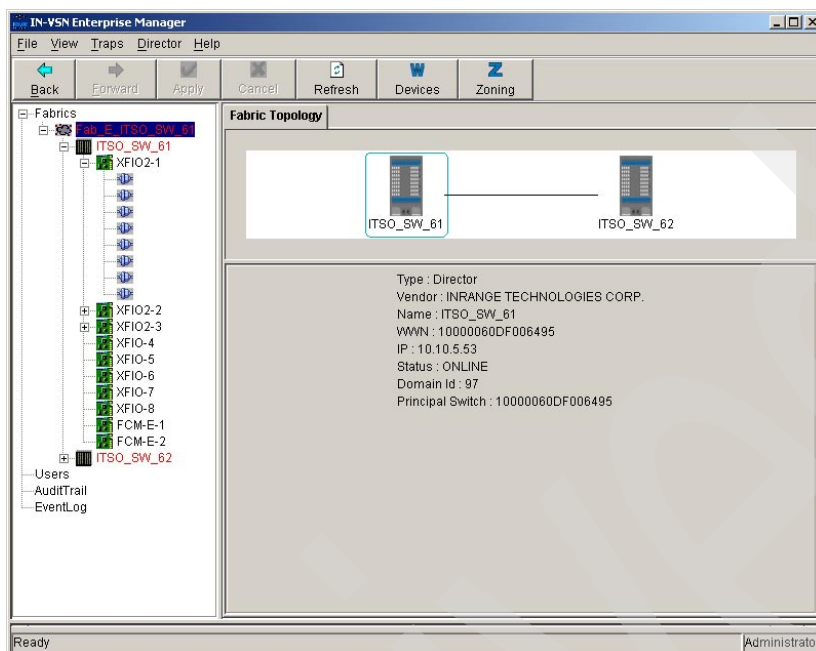 IN-VSN Enterprise Manager
File View Traps Director Help
Back Forward Apply Cancel Refresh Devices Zoning
Fabrics
Fab_E_ITSO_SW_61
ITSO_SW_61
XFIO2-1
XFIO2-2
XFIO2-3
XFIO-4
XFIO-5
XFIO-6
XFIO-7
XFIO-8
FCM-E-1
FCM-E-2
ITSO_SW_62
Users
AuditTrail
EventLog
Fabric Topology
ITSO_SW_61 ITSO_SW_62
Type : Director
Vendor : INRANGE TECHNOLOGIES CORP.
Name : ITSO_SW_61
WWN : 10000060DF006495
IP : 10.10.5.53
Status : ONLINE
Domain Id : 97
Principal Switch : 10000060DF006495
Ready Administrato